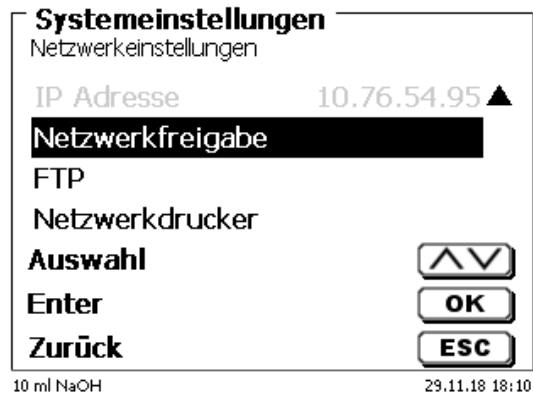 Systemeinstellungen
Netzwerkeinstellungen
IP Adresse 10.76.54.95
Netzwerkfreigabe
FTP
Netzwerkdrucker
Auswahl
Enter OK
Zurück ESC
10 ml NaOH 29.11.18 18:10